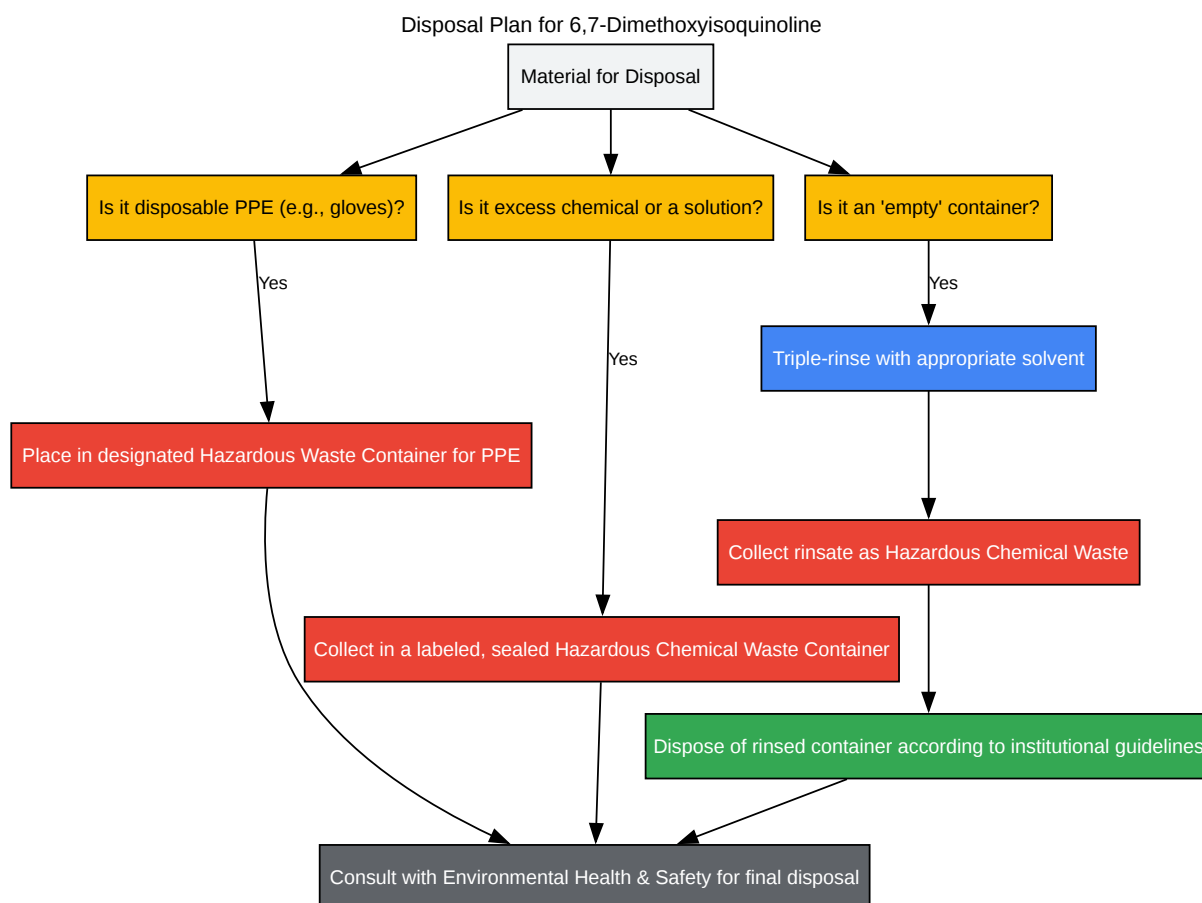 Disposal Plan for 6,7-Dimethoxyisoquinoline
Material for Disposal
Is it disposable PPE (e.g., gloves)?
Is it excess chemical or a solution?
Is it an 'empty' container?
Yes
Yes
Yes
Triple-rinse with appropriate solvent
Place in designated Hazardous Waste Container for PPE
Collect rinsate as Hazardous Chemical Waste
Collect in a labeled, sealed Hazardous Chemical Waste Container
Dispose of rinsed container according to institutional guidelines
Consult with Environmental Health & Safety for final disposal